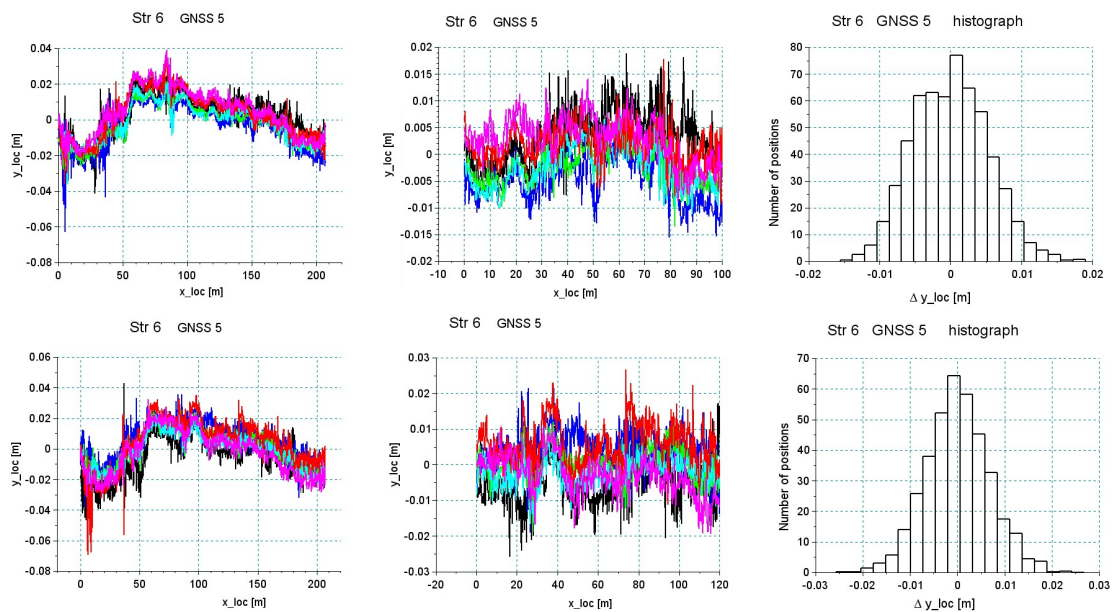 Str 6 GNSS 5
0.04
0.02
0
-0.02
-0.04
-0.06
-0.08
y_loc [m]
0 50 100 150 200
x_loc [m]
Str 6 GNSS 5
0.02
0.015
0.01
0.005
0
-0.005
-0.01
-0.015
-0.02
y_loc [m]
-10 0 10 20 30 40 50 60 70 80 90 100
x_loc [m]
Str 6 GNSS 5 histograph
80
70
60
50
40
30
20
10
0
Number of positions
-0.02 -0.01 0 0.01 0.02
Δ y_loc [m]
Str 6 GNSS 5
0.06
0.04
0.02
0
-0.02
-0.04
-0.06
-0.08
y_loc [m]
0 50 100 150 200
x_loc [m]
Str 6 GNSS 5
0.03
0.02
0.01
0
-0.01
-0.02
-0.03
y_loc [m]
-20 0 20 40 60 80 100 120
x_loc [m]
Str 6 GNSS 5 histograph
70
60
50
40
30
20
10
0
Number of positions
-0.03 -0.02 -0.01 0 0.01 0.02 0.03
Δ y_loc [m]